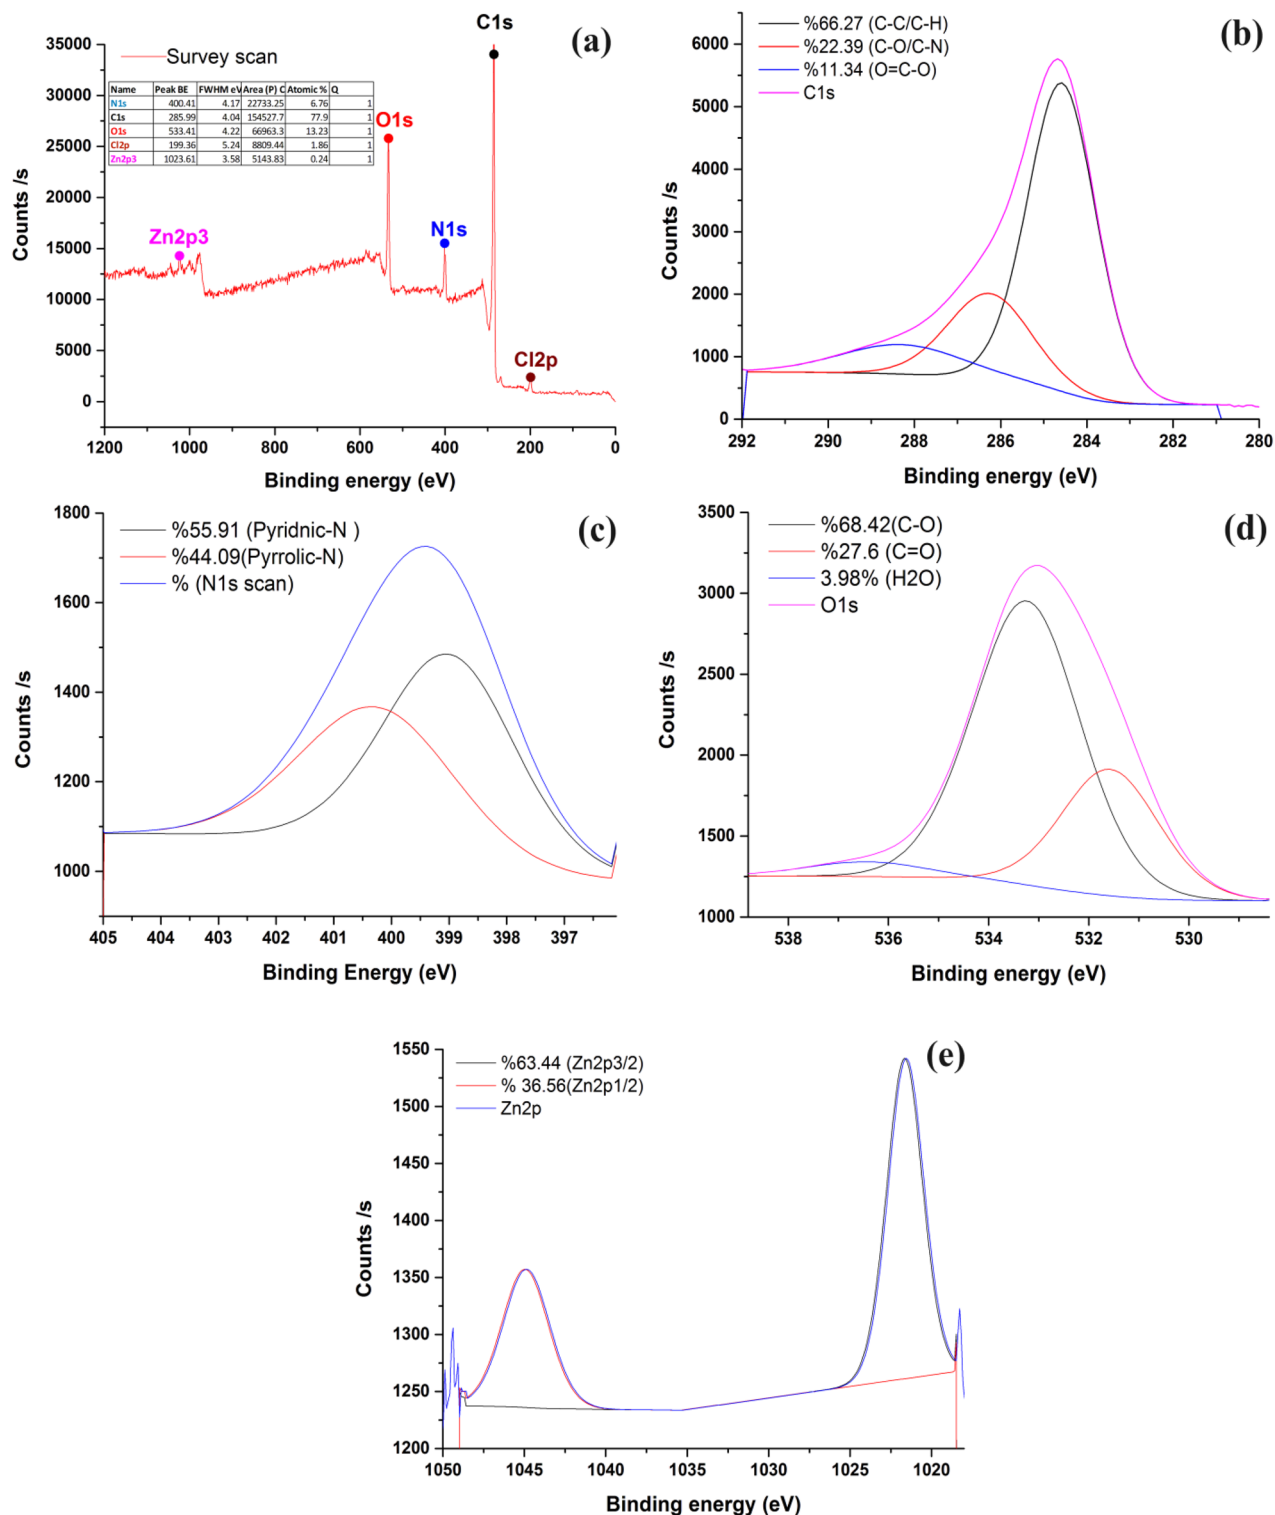 (a)
C1s
35000
Survey scan
Name Peak BE FWHM eV Area (P) C Atomic % Q
N1s 400.41 4.17 22733.25 6.76 1
C1s 285.99 4.04 154527.7 77.9 1
O1s 533.41 4.22 66963.3 13.23 1
Cl2p 199.36 5.24 8809.44 1.86 1
Zn2p3 1023.61 3.58 5143.83 0.24 1
30000
O1s
25000
20000
N1s
Zn2p3
15000
10000
5000
Cl2p
0
Counts /s
1200 1000 800 600 400 200 0
Binding energy (eV)
(b)
%66.27 (C-C/C-H)
%22.39 (C-O/C-N)
%11.34 (O=C-O)
C1s
6000
5000
4000
3000
2000
1000
0
Counts /s
292 290 288 286 284 282 280
Binding energy (eV)
(c)
%55.91 (Pyridnic-N )
%44.09(Pyrrolic-N)
% (N1s scan)
1800
1600
1400
1200
1000
Counts /s
405 404 403 402 401 400 399 398 397
Binding Energy (eV)
(d)
%68.42(C-O)
%27.6 (C=O)
3.98% (H2O)
O1s
3500
3000
2500
2000
1500
1000
Counts /s
538 536 534 532 530
Binding energy (eV)
(e)
%63.44 (Zn2p3/2)
% 36.56(Zn2p1/2)
Zn2p
1550
1500
1450
1400
1350
1300
1250
1200
Counts /s
1050 1045 1040 1035 1030 1025 1020
Binding energy (eV)